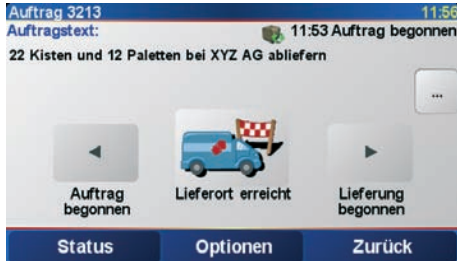 Auftrag 3213 11:56
Auftragstext: 11:53 Auftrag begonnen
22 Kisten und 12 Paletten bei XYZ AG abliefern
...
Auftrag begonnen
Lieferort erreicht
Lieferung begonnen
Status Optionen Zurück